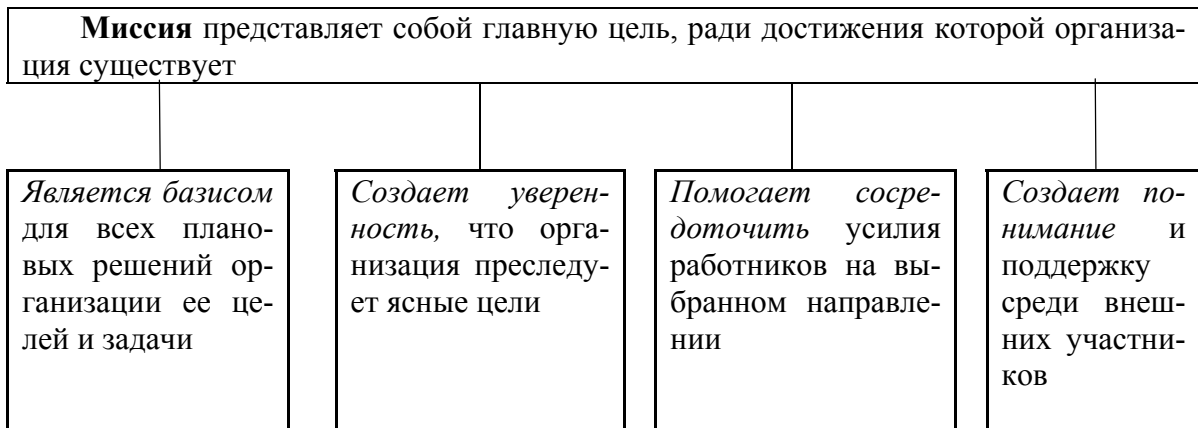 Миссия представляет собой главную цель, ради достижения которой организа-
ция существует
Является базисом
для всех плано-
вых решений ор-
ганизации ее це-
лей и задачи
Создает уверен-
ность, что орга-
низация преследу-
ет ясные цели
Помогает сосре-
доточить усилия
работников на вы-
бранном направле-
нии
Создает по-
нимание и
поддержку
среди внеш-
них участни-
ков